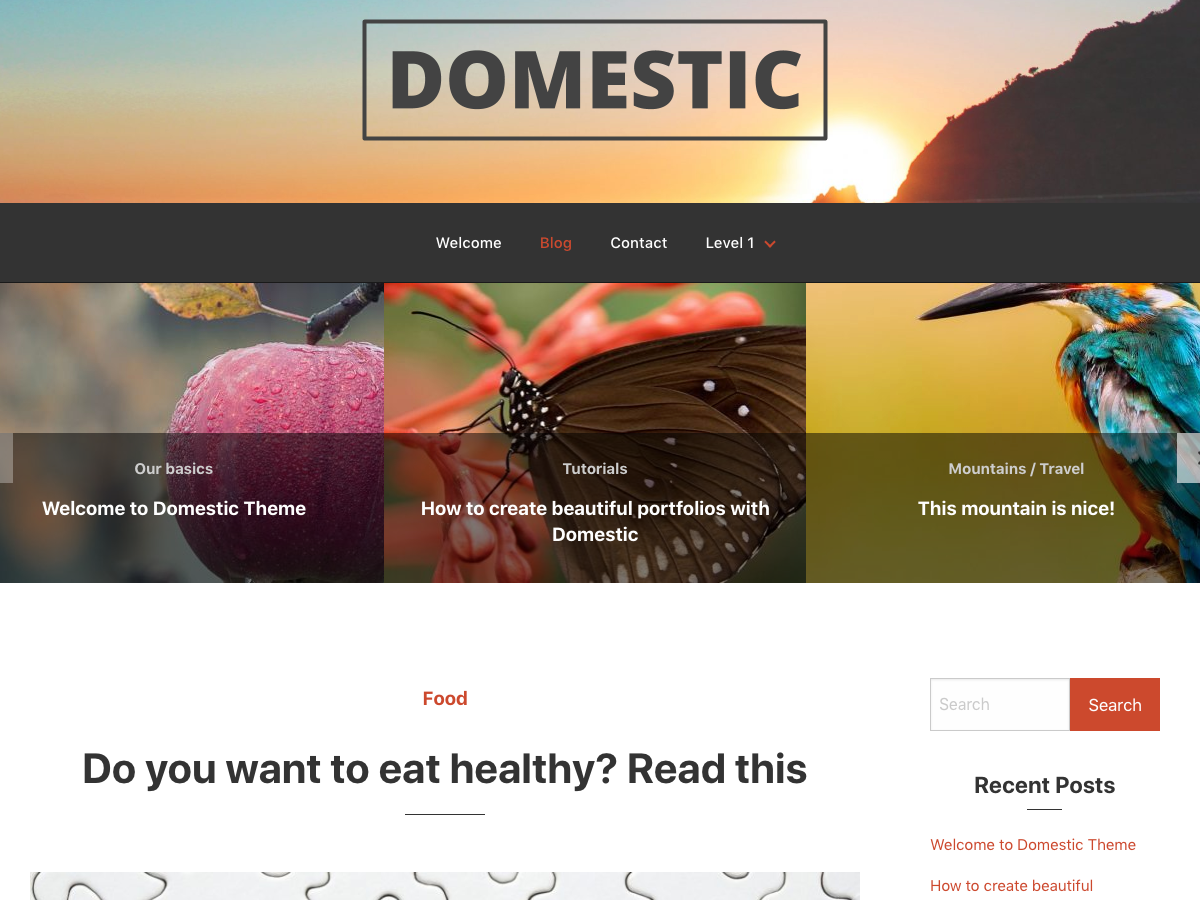 DOMESTIC
Welcome
Blog
Contact
Level 1
Our basics
Welcome to Domestic Theme
Tutorials
How to create beautiful portfolios with
Domestic
Mountains / Travel
This mountain is nice!
Food
Do you want to eat healthy? Read this
Search
Search
Recent Posts
Welcome to Domestic Theme
How to create beautiful